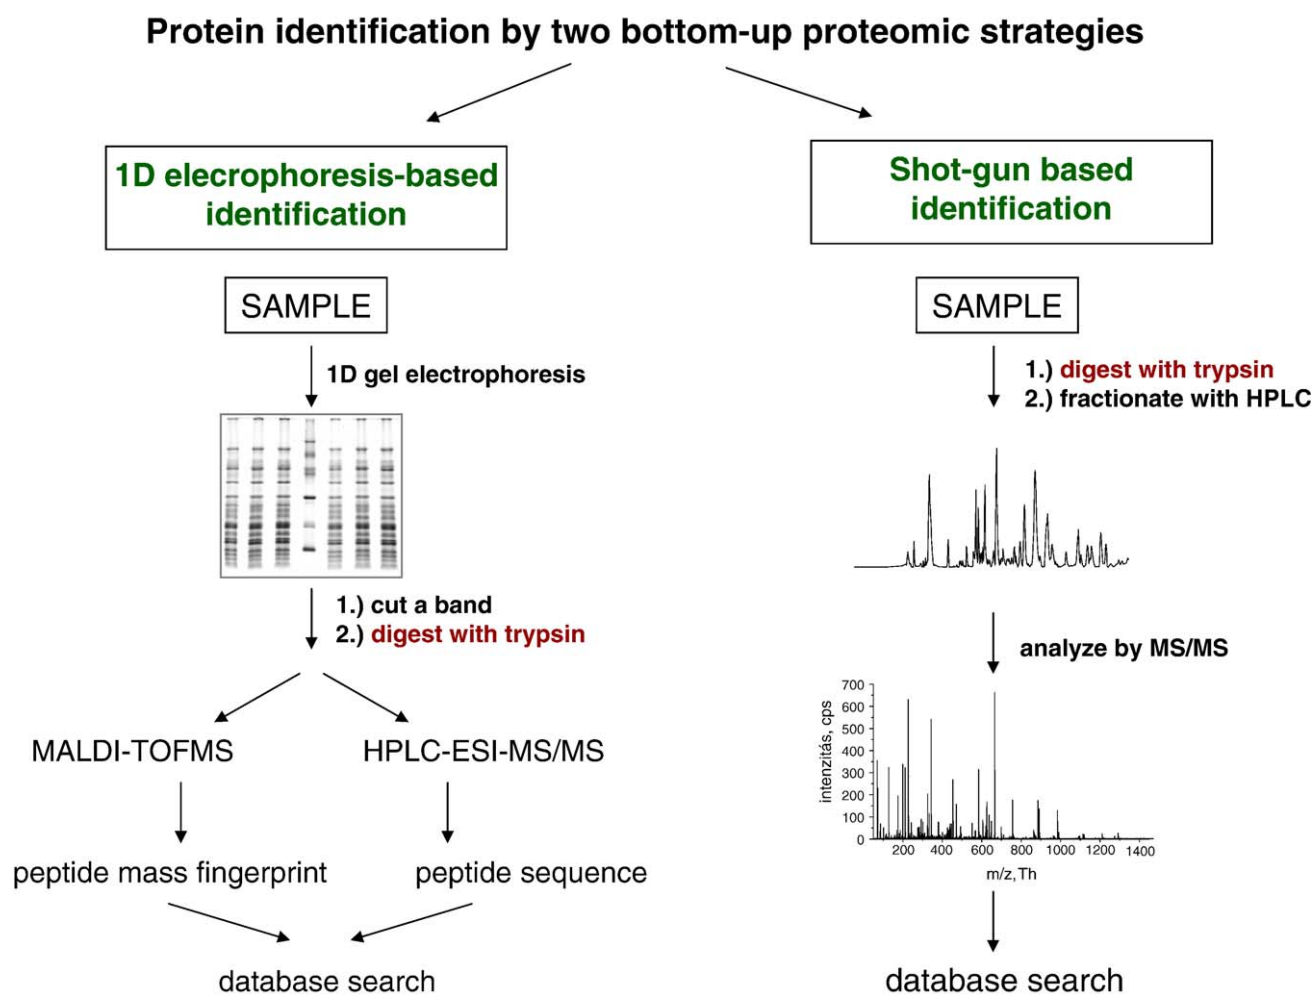 Protein identification by two bottom-up proteomic strategies
1D elecrophoresis-based
identification
SAMPLE
1D gel electrophoresis
1.) cut a band
2.) digest with trypsin
MALDI-TOFMS
HPLC-ESI-MS/MS
peptide mass fingerprint
peptide sequence
database search
Shot-gun based
identification
SAMPLE
1.) digest with trypsin
2.) fractionate with HPLC
analyze by MS/MS
intenzitás, cps
700
600
500
400
300
200
100
0
200 400 600 800 1000 1200 1400
m/z, Th
database search